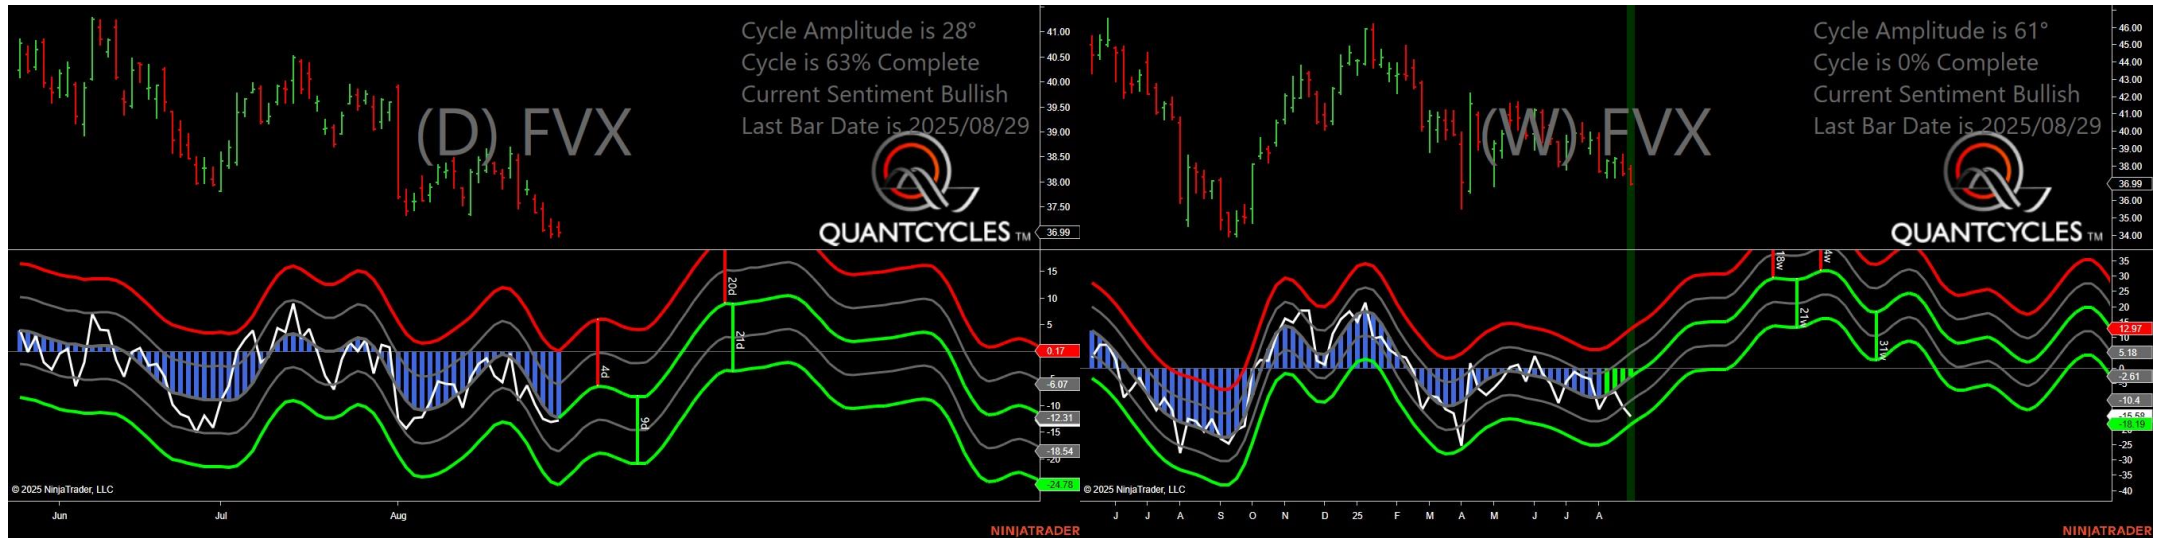 Cycle Amplitude is 28°
Cycle is 63% Complete
Current Sentiment Bullish
Last Bar Date is 2025/08/29
(D) FVX
QUANTCYCLES TM
41.00
40.50
40.00
39.50
39.00
38.50
38.00
37.50
36.99
20d
21d
4d
9d
15
10
5
0.17
-6.07
-10
-12.31
-15
-18.54
-20
-24.78
© 2025 NinjaTrader, LLC
Jun Jul Aug
NINJATRADER
Cycle Amplitude is 61°
Cycle is 0% Complete
Current Sentiment Bullish
Last Bar Date is 2025/08/29
(W) FVX
QUANTCYCLES TM
46.00
45.00
44.00
43.00
42.00
41.00
40.00
39.00
38.00
36.99
36.00
35.00
34.00
18w
4w
21w
31w
35
30
25
20
15
12.97
10
5.18
-2.61
-10.4
-15.58
-18.19
-25
-30
-35
-40
© 2025 NinjaTrader, LLC
J J A S O N D 25 F M A M J J A
NINJATRADER